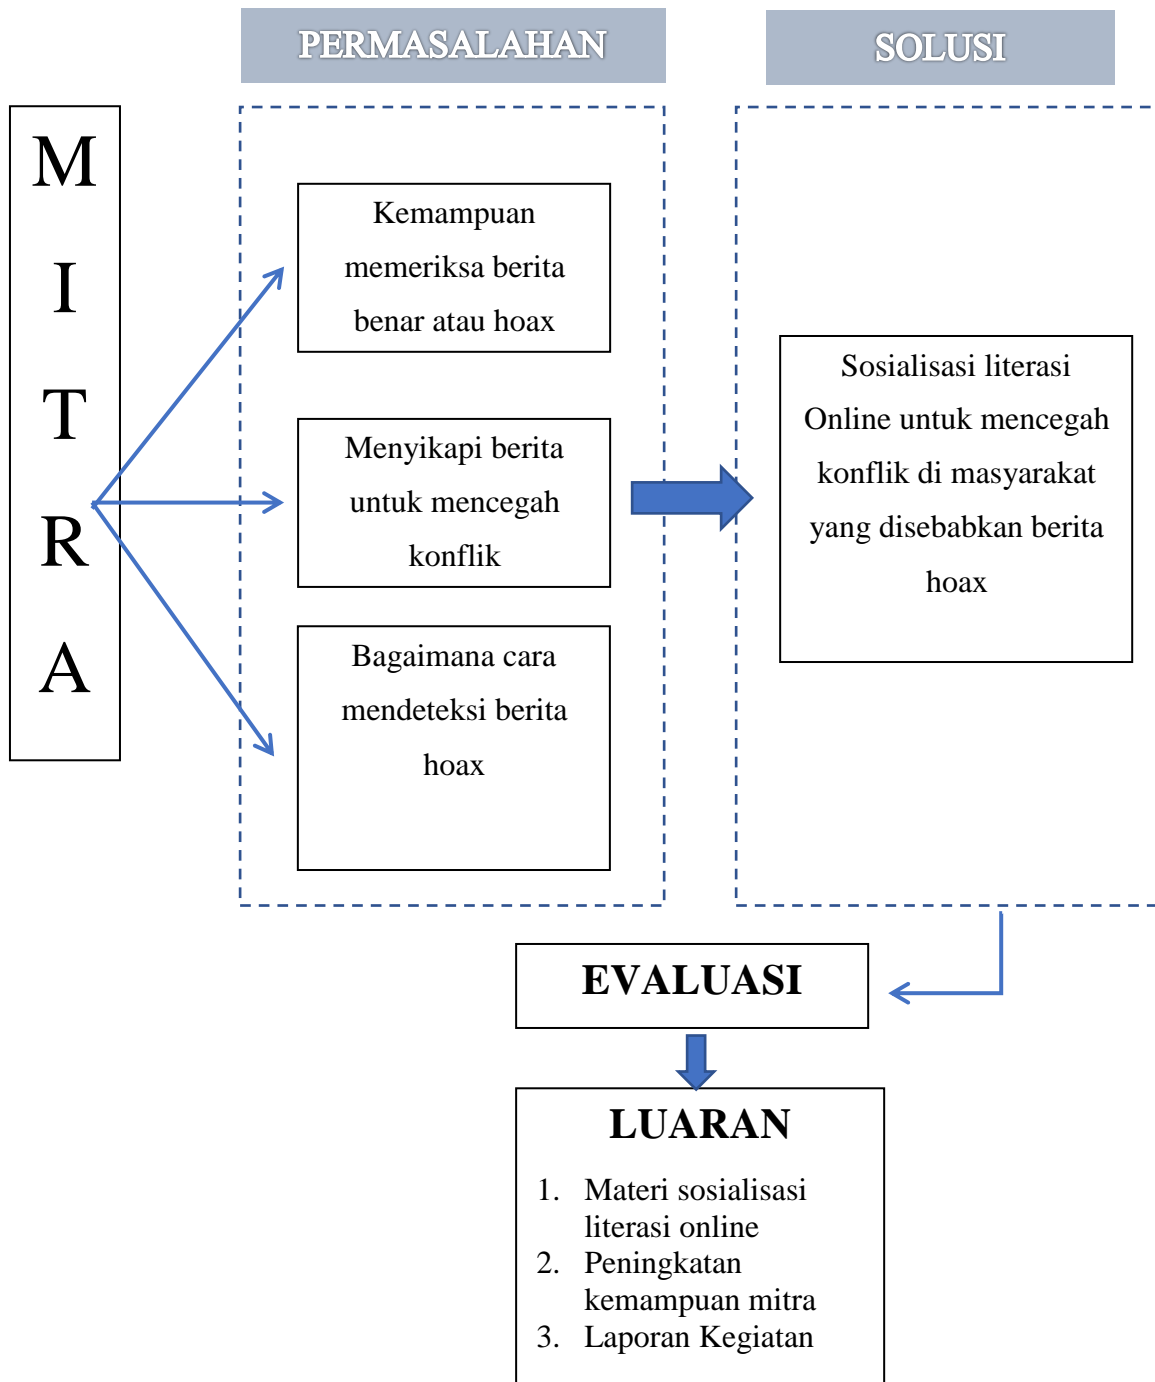 PERMASALAHAN
SOLUSI
M
I
T
R
A
Kemampuan
memeriksa berita
benar atau hoax
Menyikapi berita
untuk mencegah
konflik
Bagaimana cara
mendeteksi berita
hoax
Sosialisasi literasi
Online untuk mencegah
konflik di masyarakat
yang disebabkan berita
hoax
EVALUASI
LUARAN
1. Materi sosialisasi
literasi online
2. Peningkatan
kemampuan mitra
3. Laporan Kegiatan